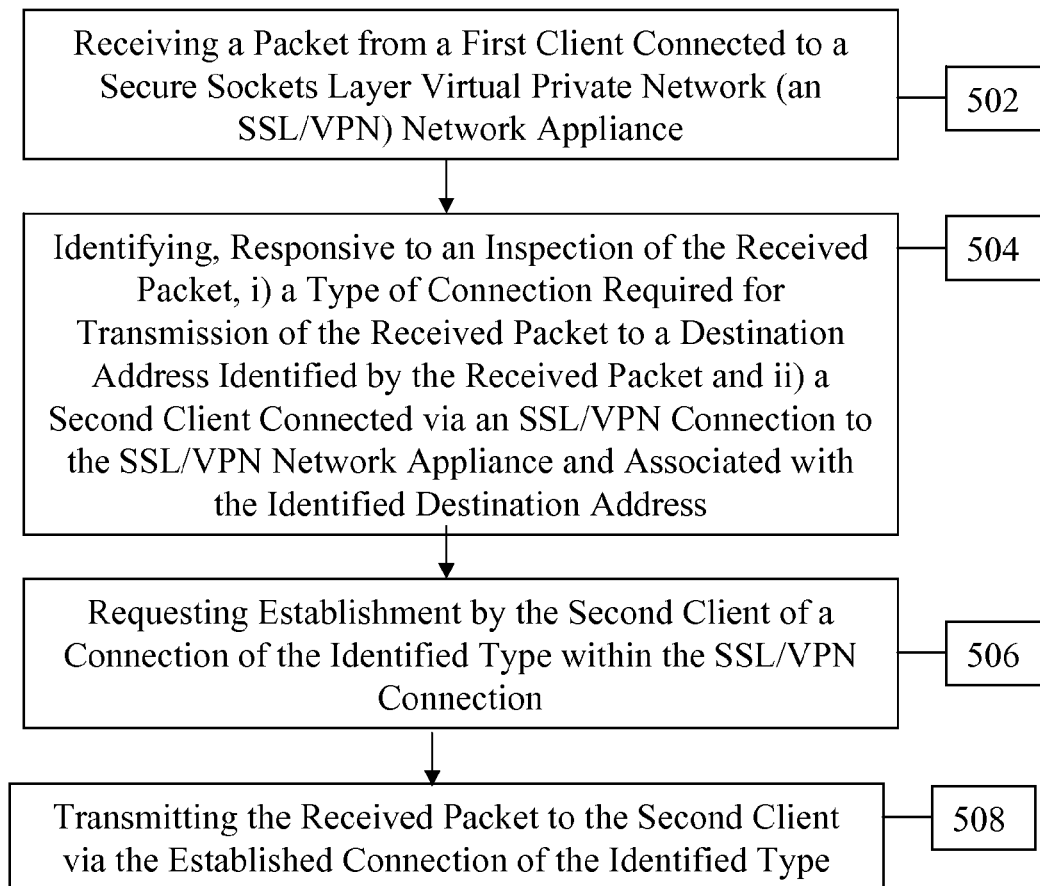 Receiving a Packet from a First Client Connected to a
Secure Sockets Layer Virtual Private Network (an
SSL/VPN) Network Appliance
502
Identifying, Responsive to an Inspection of the Received
Packet, i) a Type of Connection Required for
Transmission of the Received Packet to a Destination
Address Identified by the Received Packet and ii) a
Second Client Connected via an SSL/VPN Connection to
the SSL/VPN Network Appliance and Associated with
the Identified Destination Address
504
Requesting Establishment by the Second Client of a
Connection of the Identified Type within the SSL/VPN
Connection
506
Transmitting the Received Packet to the Second Client
via the Established Connection of the Identified Type
508